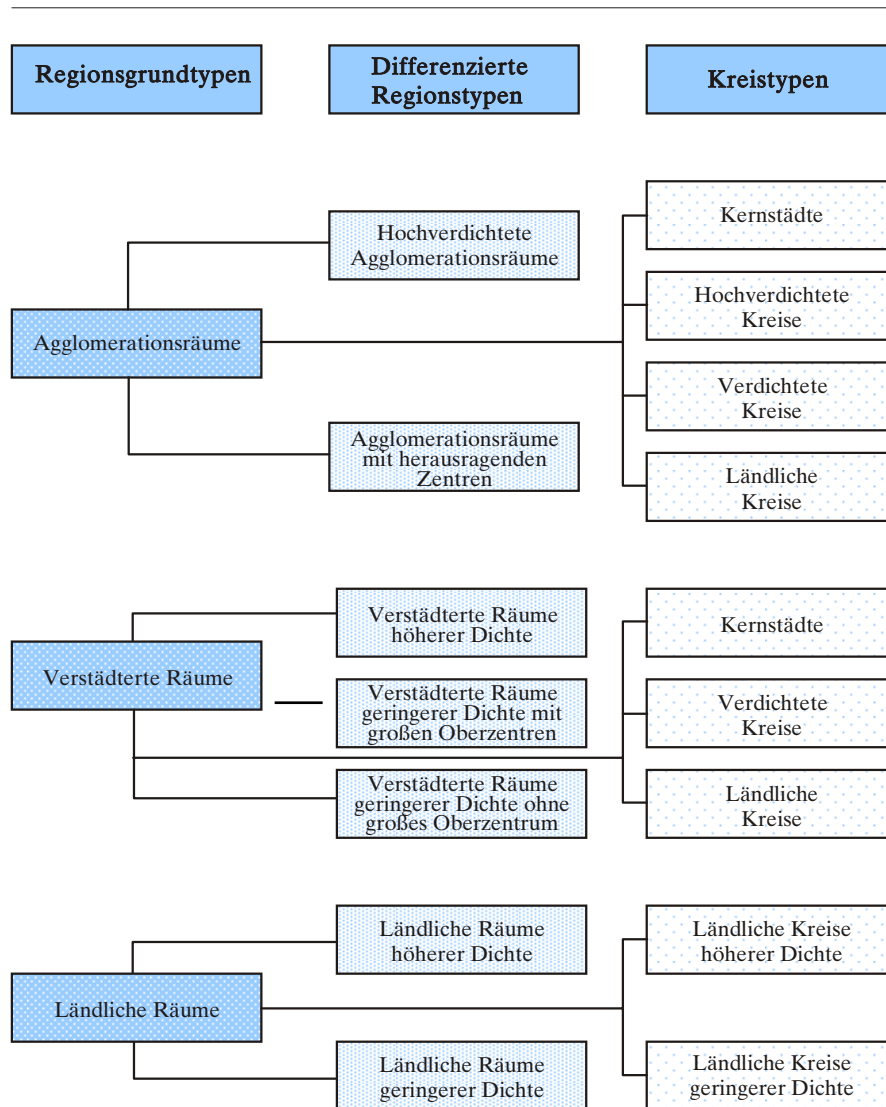 Regionsgrundtypen
Differenzierte
Regionstypen
Kreistypen
Agglomerationsräume
Hochverdichtete
Agglomerationsräume
Agglomerationsräume
mit herausragenden
Zentren
Kernstädte
Hochverdichtete
Kreise
Verdichtete
Kreise
Ländliche
Kreise
Verstädterte Räume
Verstädterte Räume
höherer Dichte
Verstädterte Räume
geringerer Dichte mit
großen Oberzentren
Verstädterte Räume
geringerer Dichte ohne
großes Oberzentrum
Kernstädte
Verdichtete
Kreise
Ländliche
Kreise
Ländliche Räume
Ländliche Räume
höherer Dichte
Ländliche Räume
geringerer Dichte
Ländliche Kreise
höherer Dichte
Ländliche Kreise
geringerer Dichte